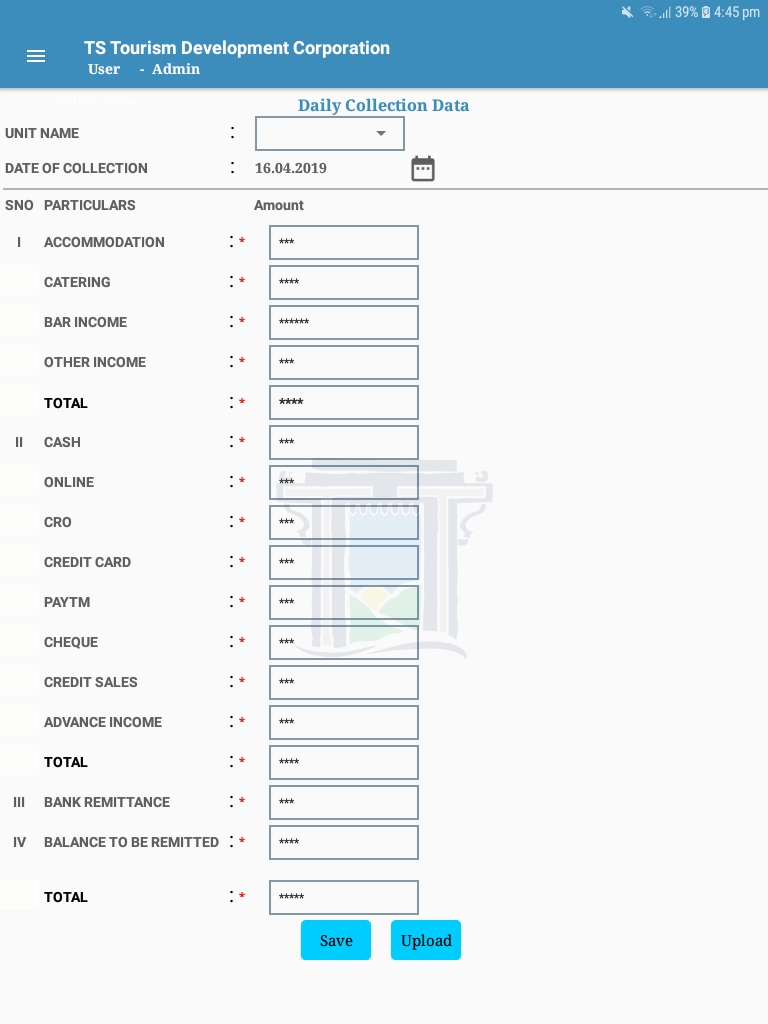 39% 4:45 pm
TS Tourism Development Corporation
User - Admin
Daily Collection Data
UNIT NAME :
DATE OF COLLECTION : 16.04.2019
SNO PARTICULARS Amount
I ACCOMMODATION : * ***
CATERING : * ****
BAR INCOME : * ******
OTHER INCOME : * ***
TOTAL : * ****
II CASH : * ***
ONLINE : * ***
CRO : * ***
CREDIT CARD : * ***
PAYTM : * ***
CHEQUE : * ***
CREDIT SALES : * ***
ADVANCE INCOME : * ***
TOTAL : * ****
III BANK REMITTANCE : * ***
IV BALANCE TO BE REMITTED : * ****
TOTAL : * *****
Save Upload